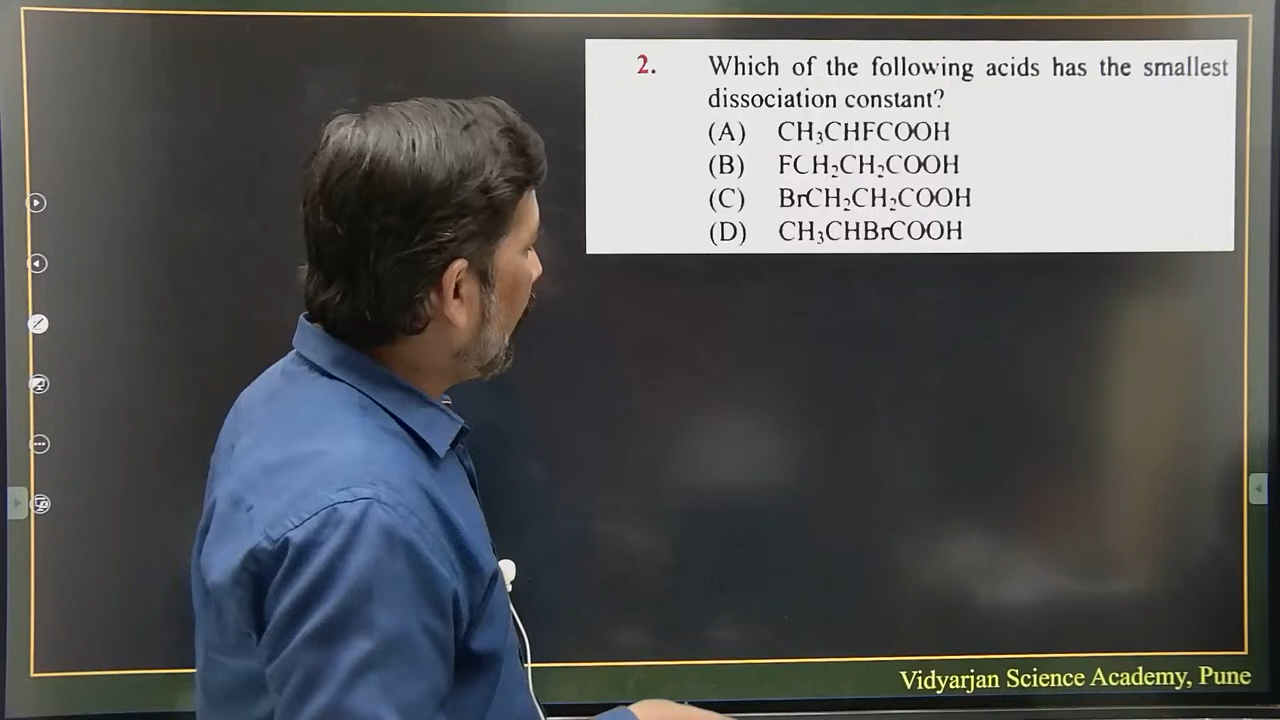 2. Which of the following acids has the smallest
dissociation constant?
(A) CH₃CHFCOOH
(B) FCH₂CH₂COOH
(C) BrCH₂CH₂COOH
(D) CH₃CHBrCOOH
Vidyarjan Science Academy, Pune